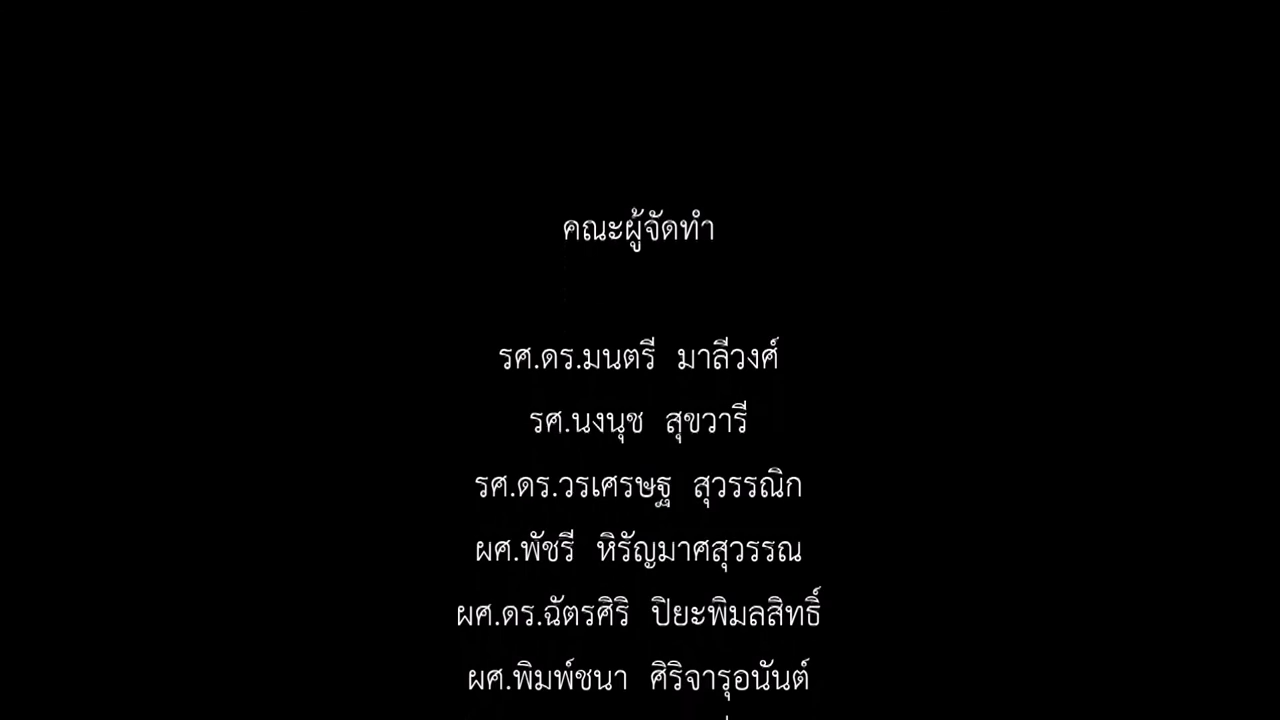 คณะผู้จัดทำ
รศ.ดร.มนตรี มาลีวงศ์
รศ.นงนุช สุขวารี
รศ.ดร.วรเศรษฐ สุวรรณิก
ผศ.พัชรี หิรัญมาศสุวรรณ
ผศ.ดร.ฉัตรศิริ ปิยะพิมลสิทธิ์
ผศ.พิมพ์ชนา ศิริจารุอนันต์